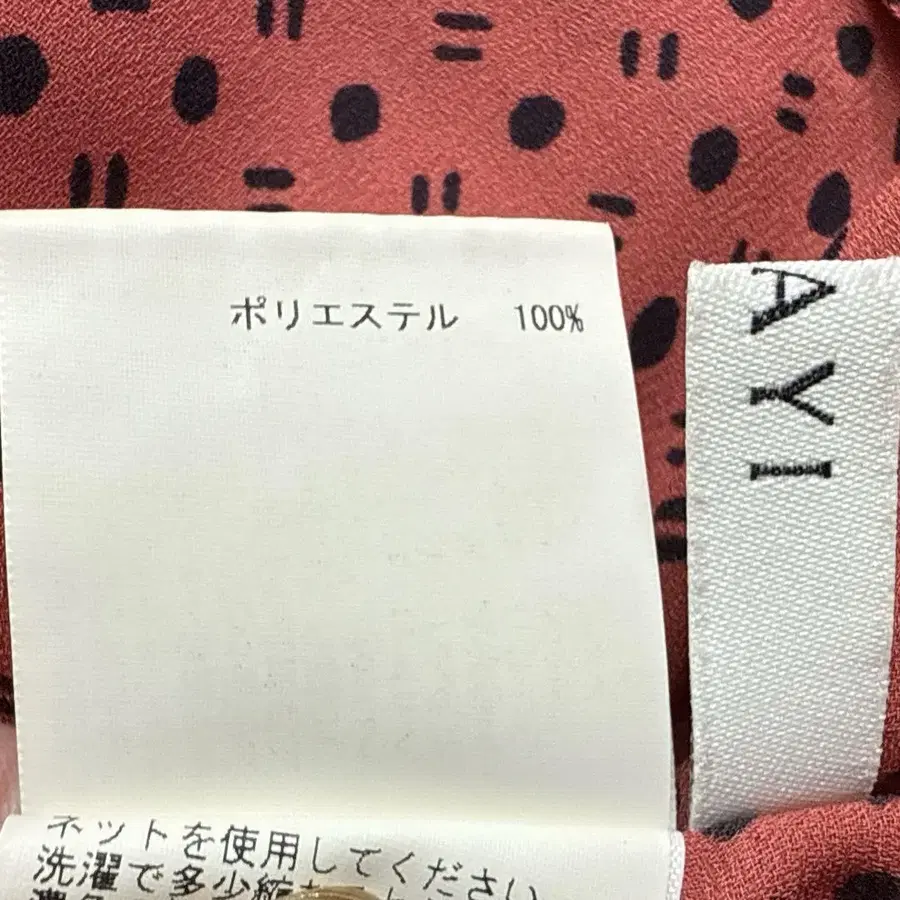 ポリエステル 100%
AYI
ネットを使用してください
洗濯で多少縮